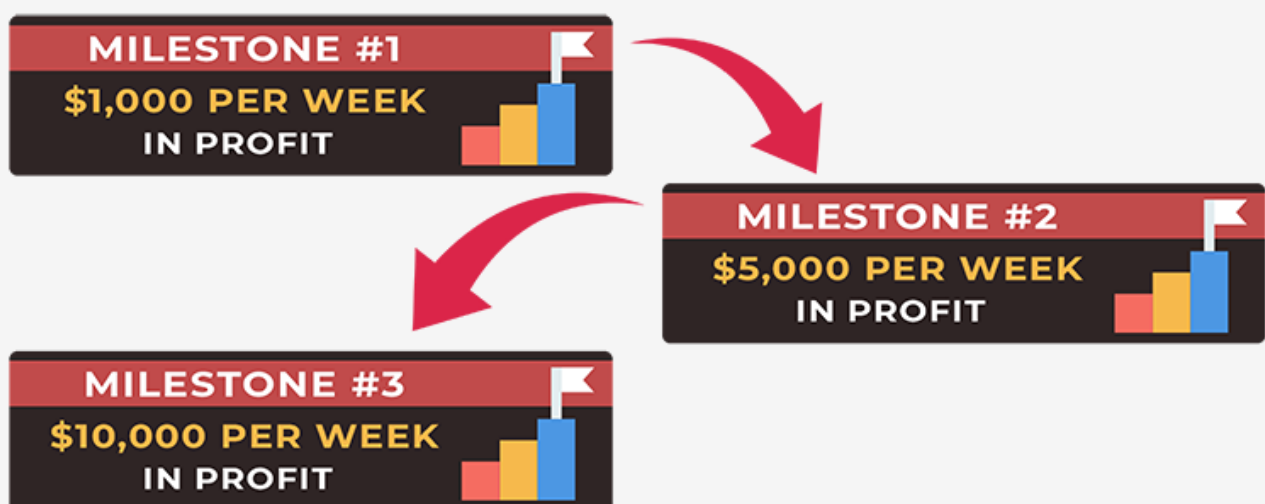 MILESTONE #1
$1,000 PER WEEK
IN PROFIT
MILESTONE #2
$5,000 PER WEEK
IN PROFIT
MILESTONE #3
$10,000 PER WEEK
IN PROFIT